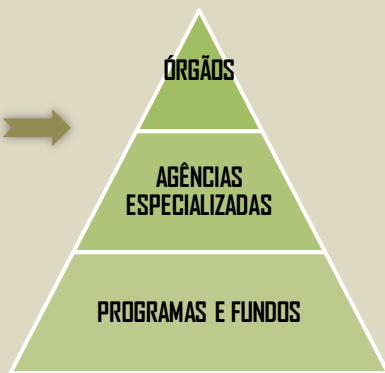 ÓRGÃOS
AGÊNCIAS
ESPECIALIZADAS
PROGRAMAS E FUNDOS